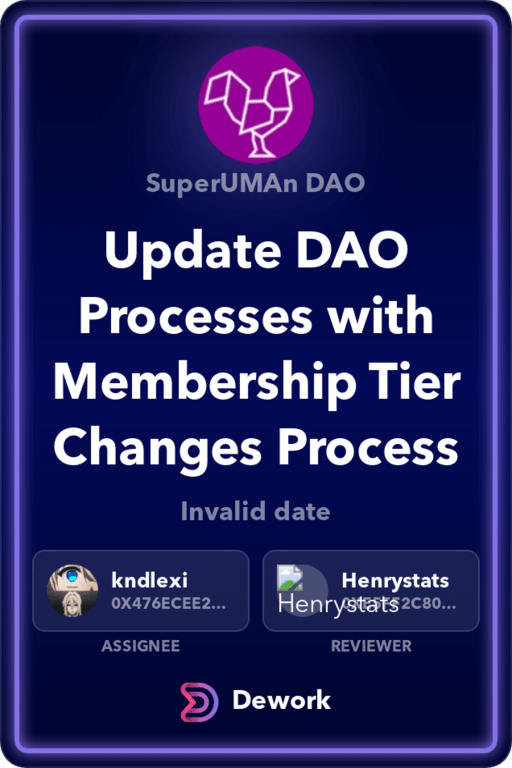 SuperUMAn DAO
Update DAO
Processes with
Membership Tier
Changes Process
Invalid date
kndlexi
0X476ECEE2...
Henrystats
Henrystats
ASSIGNEE
REVIEWER
Dework